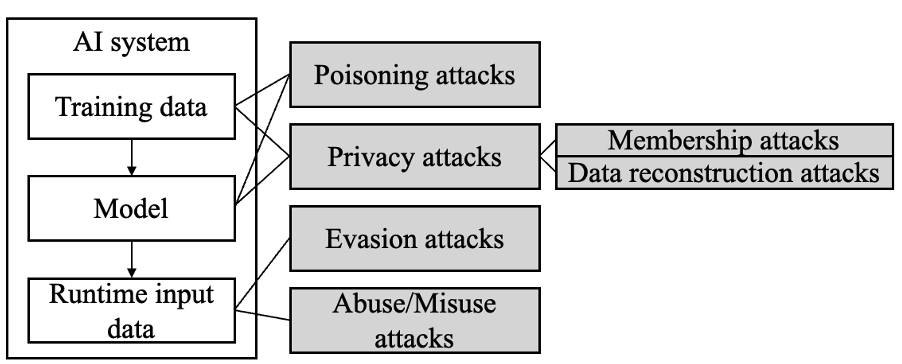 AI system
Training data
Model
Runtime input
data
Poisoning attacks
Privacy attacks
Evasion attacks
Abuse/Misuse
attacks
Membership attacks
Data reconstruction attacks